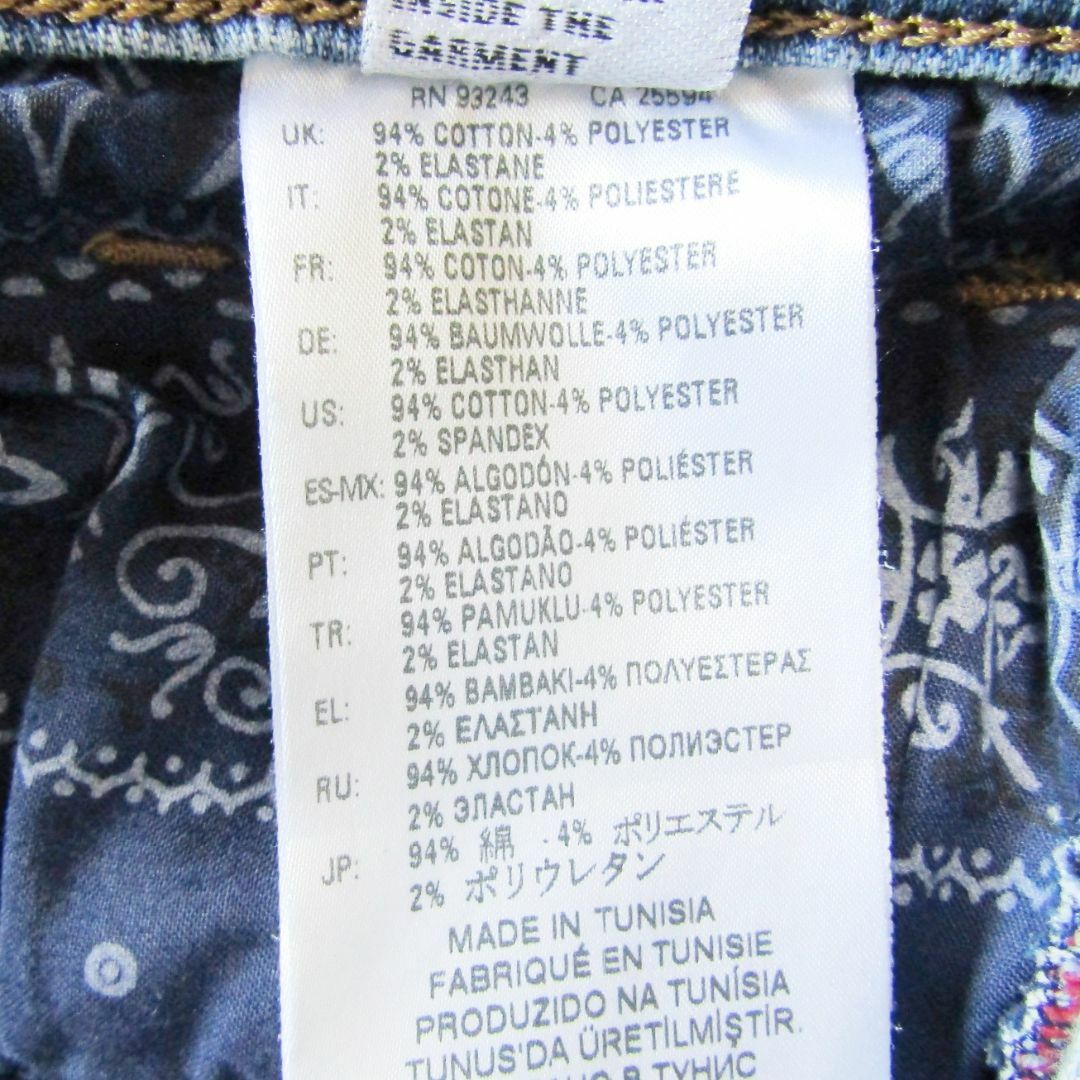 INSIDE THE
GARMENT
RN 93243 CA 25594
UK: 94% COTTON-4% POLYESTER
2% ELASTANE
IT: 94% COTONE-4% POLIESTERE
2% ELASTAN
FR: 94% COTON-4% POLYESTER
2% ELASTHANNE
DE: 94% BAUMWOLLE-4% POLYESTER
2% ELASTHAN
US: 94% COTTON-4% POLYESTER
2% SPANDEX
ES-MX: 94% ALGODÓN-4% POLIÉSTER
2% ELASTANO
PT: 94% ALGODÃO-4% POLIÉSTER
2% ELASTANO
TR: 94% PAMUKLU-4% POLYESTER
2% ELASTAN
EL: 94% ΒΑΜΒΑΚΙ-4% ΠΟΛΥΕΣΤΕΡΑΣ
2% ΕΛΑΣΤΑΝΗ
RU: 94% ХЛОПОК-4% ПОЛИЭСТЕР
2% ЭЛАСТАН
JP: 94% 綿 .4% ポリエステル
2% ポリウレタン
MADE IN TUNISIA
FABRIQUÉ EN TUNISIE
PRODUZIDO NA TUNÍSIA
TUNUS'DA ÜRETİLMİŞTİR.
В ТУНИС